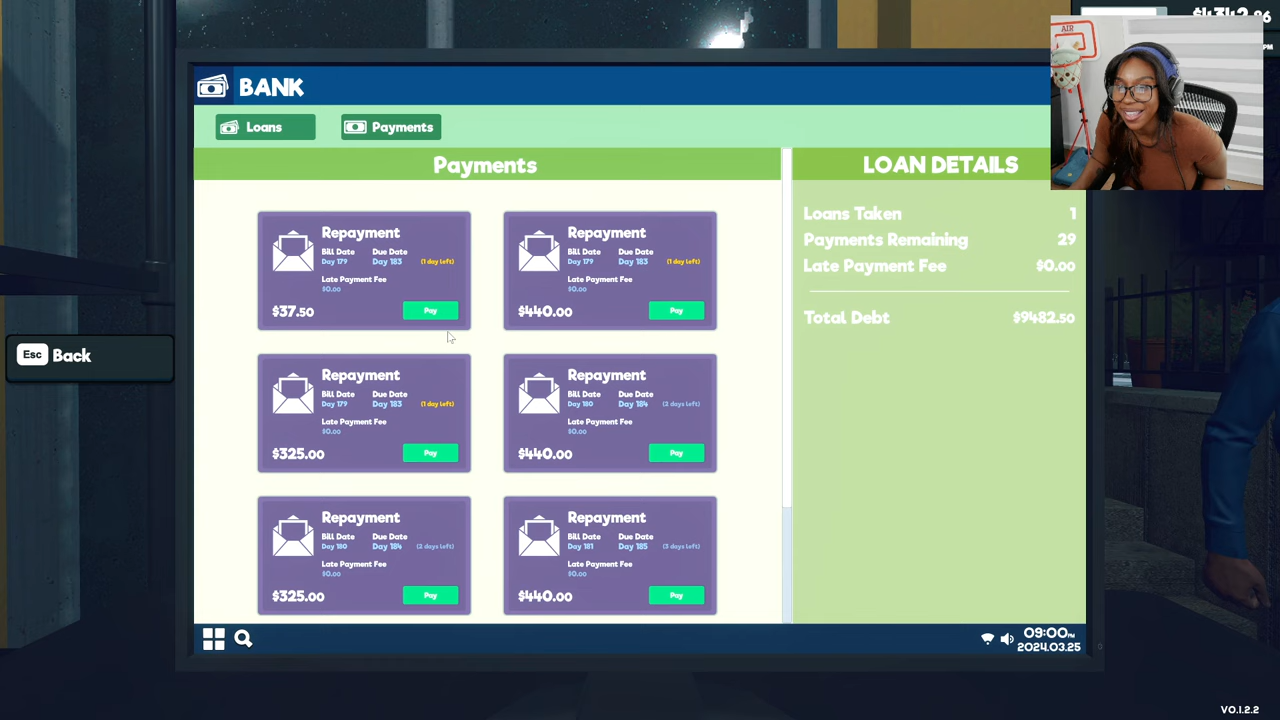 BANK
Loans
Payments
Payments
LOAN DETAILS
Repayment
Bill Date Due Date
Day 179 Day 183 (1 day left)
Late Payment Fee
$0.00
$37.50 Pay
Repayment
Bill Date Due Date
Day 179 Day 183 (1 day left)
Late Payment Fee
$0.00
$440.00 Pay
Repayment
Bill Date Due Date
Day 179 Day 183 (1 day left)
Late Payment Fee
$0.00
$325.00 Pay
Repayment
Bill Date Due Date
Day 180 Day 184 (2 days left)
Late Payment Fee
$0.00
$440.00 Pay
Repayment
Bill Date Due Date
Day 180 Day 184 (2 days left)
Late Payment Fee
$0.00
$325.00 Pay
Repayment
Bill Date Due Date
Day 181 Day 185 (3 days left)
Late Payment Fee
$0.00
$440.00 Pay
Loans Taken 1
Payments Remaining 29
Late Payment Fee $0.00
Total Debt $9482.50
Esc Back
AIR
PM
09:00PM
2024.03.25
V0.1.2.2